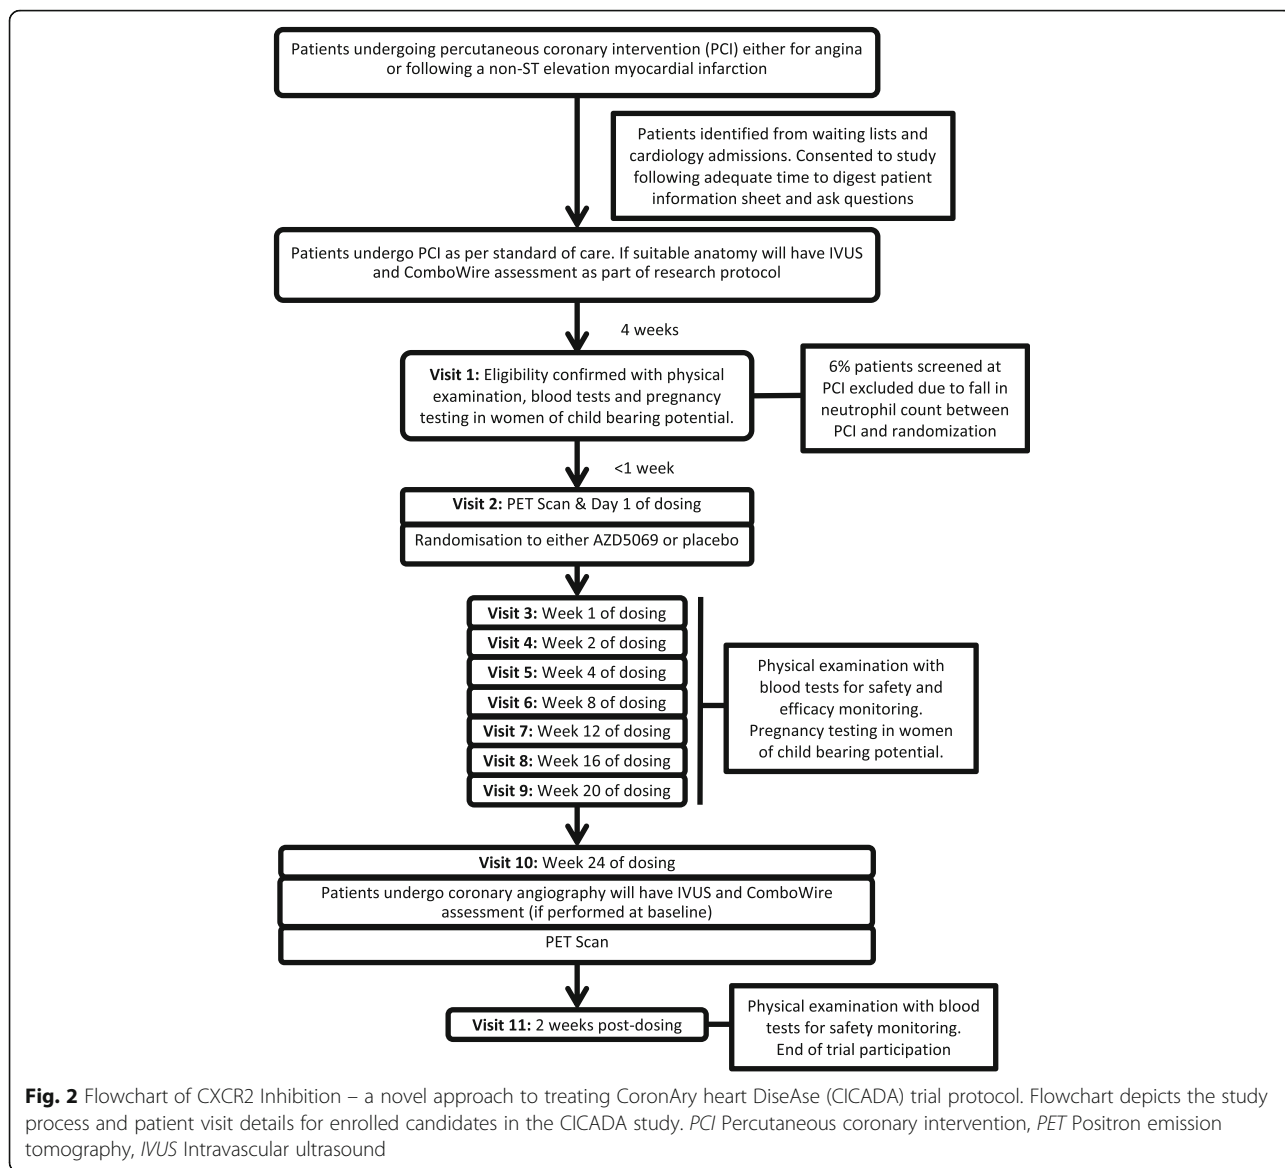 Patients undergoing percutaneous coronary intervention (PCI) either for angina
or following a non-ST elevation myocardial infarction
Patients identified from waiting lists and
cardiology admissions. Consented to study
following adequate time to digest patient
information sheet and ask questions
Patients undergo PCI as per standard of care. If suitable anatomy will have IVUS
and ComboWire assessment as part of research protocol
4 weeks
Visit 1: Eligibility confirmed with physical
examination, blood tests and pregnancy
testing in women of child bearing potential.
6% patients screened at
PCI excluded due to fall in
neutrophil count between
PCI and randomization
<1 week
Visit 2: PET Scan & Day 1 of dosing
Randomisation to either AZD5069 or placebo
Visit 3: Week 1 of dosing
Visit 4: Week 2 of dosing
Visit 5: Week 4 of dosing
Visit 6: Week 8 of dosing
Visit 7: Week 12 of dosing
Visit 8: Week 16 of dosing
Visit 9: Week 20 of dosing
Physical examination with
blood tests for safety and
efficacy monitoring.
Pregnancy testing in women
of child bearing potential.
Visit 10: Week 24 of dosing
Patients undergo coronary angiography will have IVUS and ComboWire
assessment (if performed at baseline)
PET Scan
Visit 11: 2 weeks post-dosing
Physical examination with blood
tests for safety monitoring.
End of trial participation
Fig. 2 Flowchart of CXCR2 Inhibition – a novel approach to treating CoronAry heart DiseAse (CICADA) trial protocol. Flowchart depicts the study
process and patient visit details for enrolled candidates in the CICADA study. PCI Percutaneous coronary intervention, PET Positron emission
tomography, IVUS Intravascular ultrasound